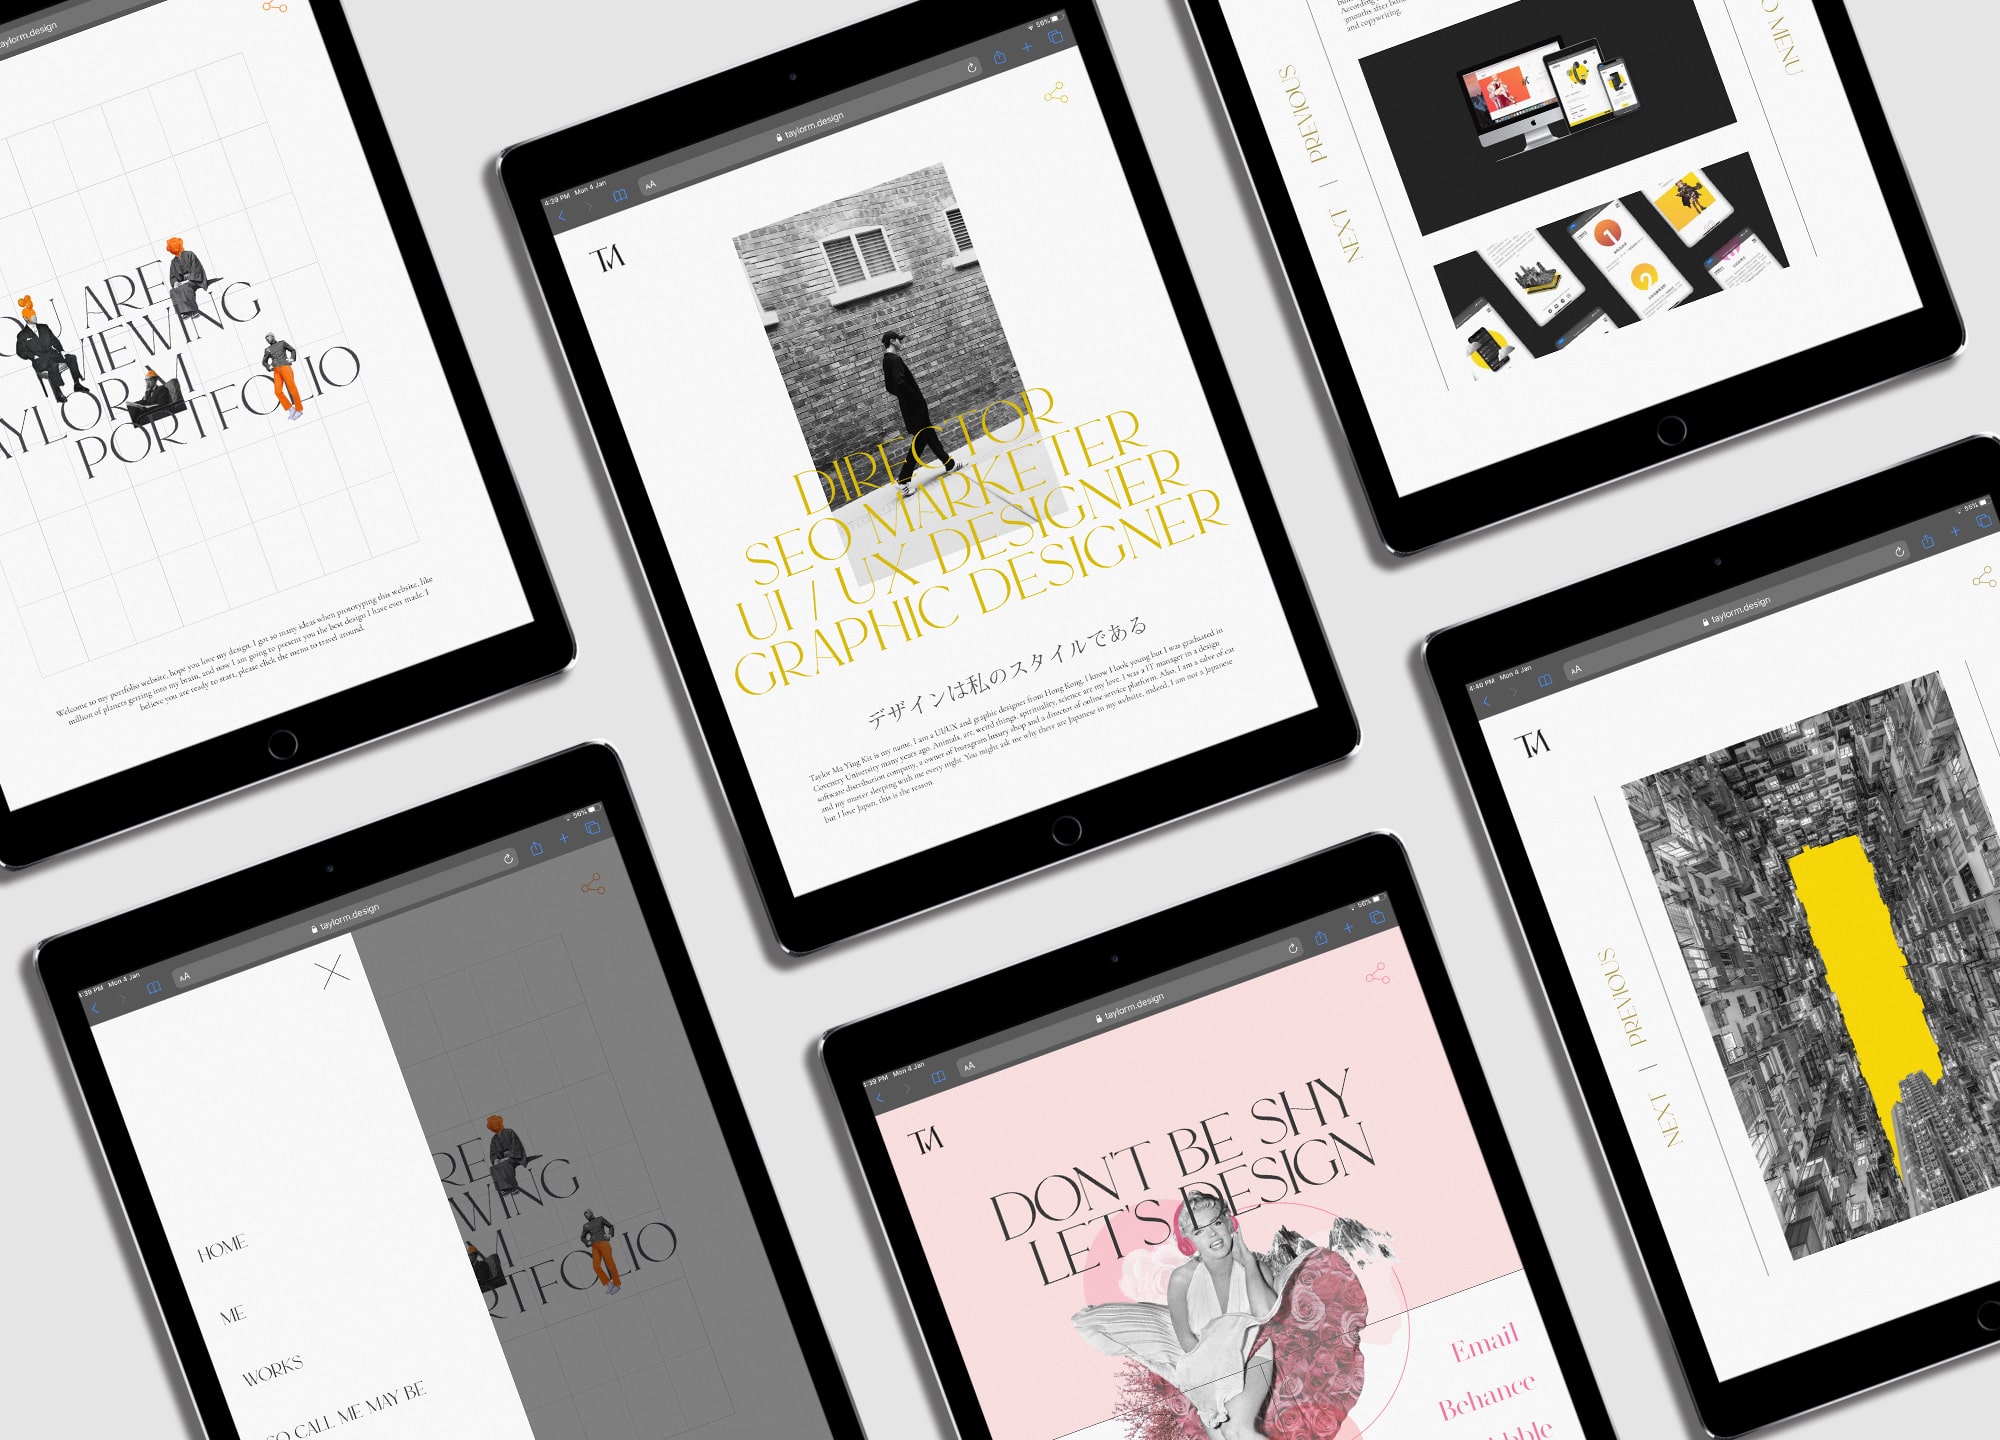 taylorm.design
OU ARE
VIEWING
AYLOR M
PORTFOLIO
Welcome to my portfolio website, hope you love my design. I got so many ideas when prototyping this website, like
million of planets getting into my brain, and now I am going to present you the best design I have ever made. I
believe you are ready to start, please click the menu to travel around.
4:39 PM Mon 4 Jan
56%
AA
taylorm.design
TM
DIRECTOR
SEO MARKETER
UI / UX DESIGNER
GRAPHIC DESIGNER
デザインは私のスタイルである
Taylor Ma Ying Kit is my name, I am a UI/UX and graphic designer from Hong Kong, I know I look young but I was graduated in
Coventry University many years ago. Animals, art, weird things, spirituality, science are my love. I was a IT manager in a design
software distribution company, a owner of Instagram luxury shop and a director of online service platform. Also, I am a salve of cat
and my master sleeping with me every night. You might ask me why there are Japanese in my website, indeed, I am not a Japanese
but I love Japan, this is the reason.
and copywriting.
NEXT | PREVIOUS
O MENU
1
2
4:39 PM Mon 4 Jan
56%
AA
taylorm.design
HOME
ME
WORKS
SO CALL ME MAY BE
RE
WING
M
RTFOLIO
4:39 PM Mon 4 Jan
56%
AA
taylorm.design
TM
DON'T BE SHY
LET'S DESIGN
Email
Behance
4:40 PM Mon 4 Jan
55%
AA
taylorm.design
TM
NEXT | PREVIOUS